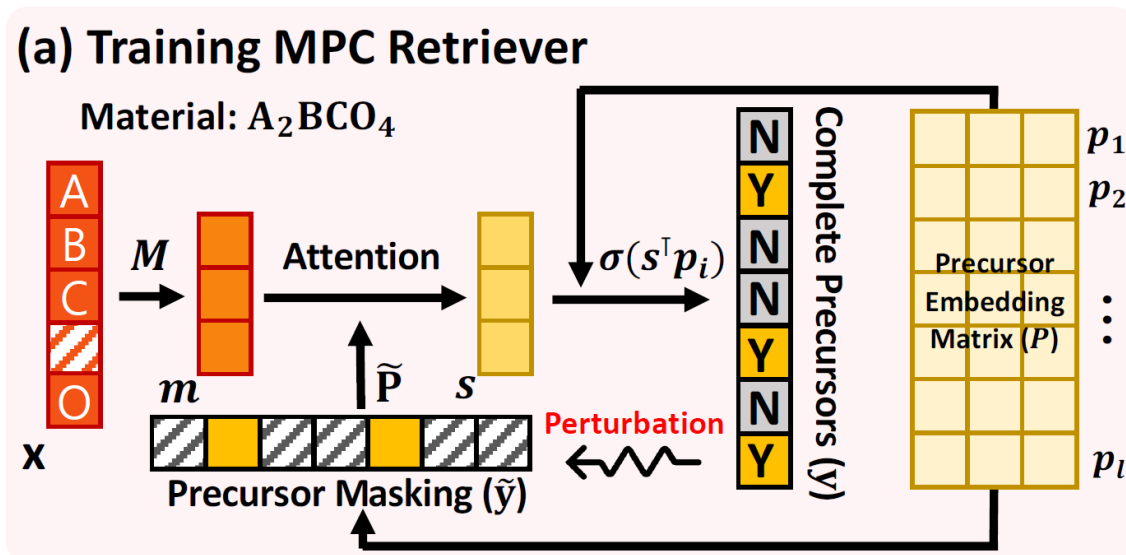 (a) Training MPC Retriever
Material: A₂BCO₄
A
B
C
O
x
M
m
Attention
P̃
s
σ(s⊤pᵢ)
N
Y
N
N
Y
N
Y
Complete Precursors (y)
Precursor
Embedding
Matrix (P)
p₁
p₂
⋮
pₗ
Perturbation
Precursor Masking (ỹ)